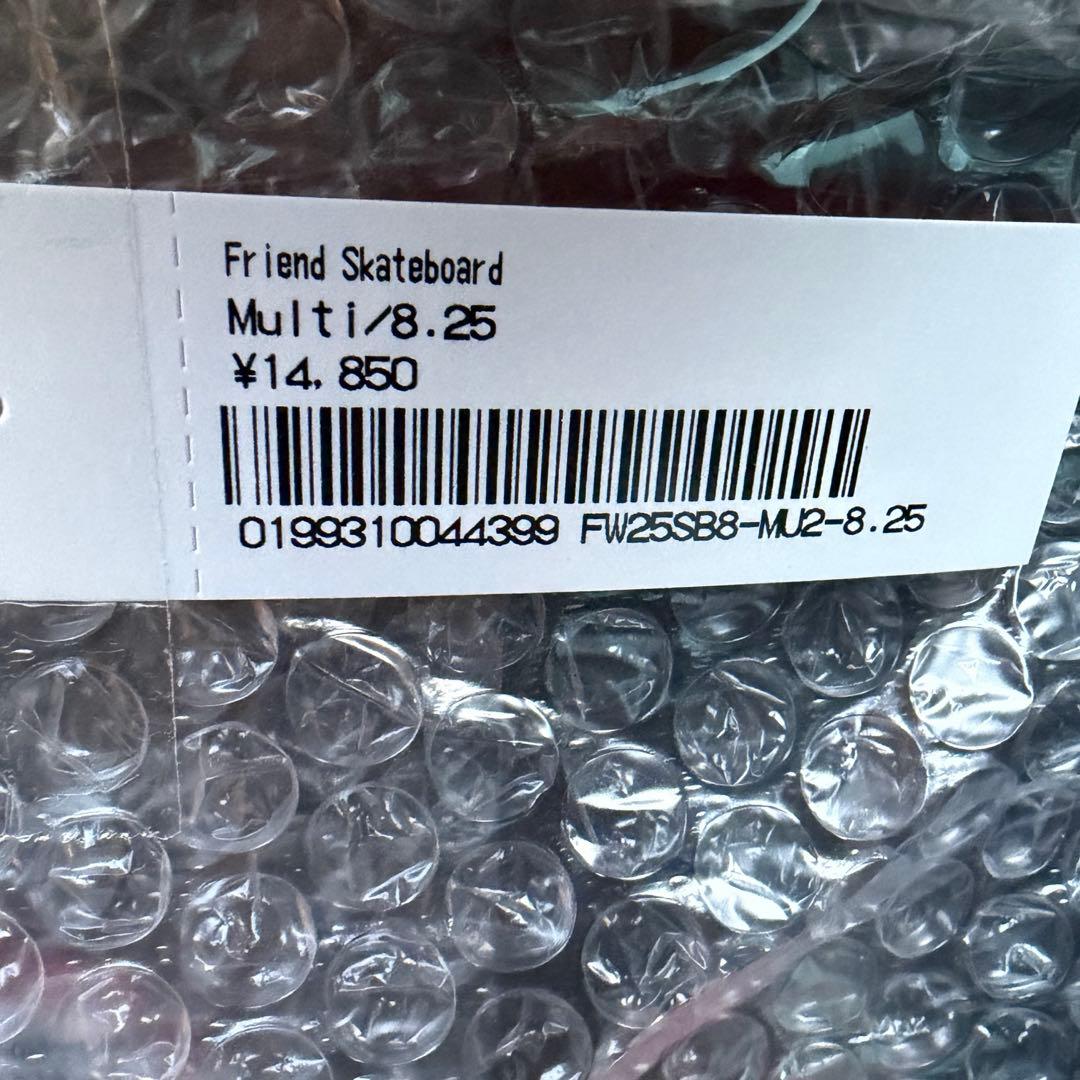 Friend Skateboard
Multi/8.25
¥14,850
0199310044399 FW25SB8-MU2-8.25